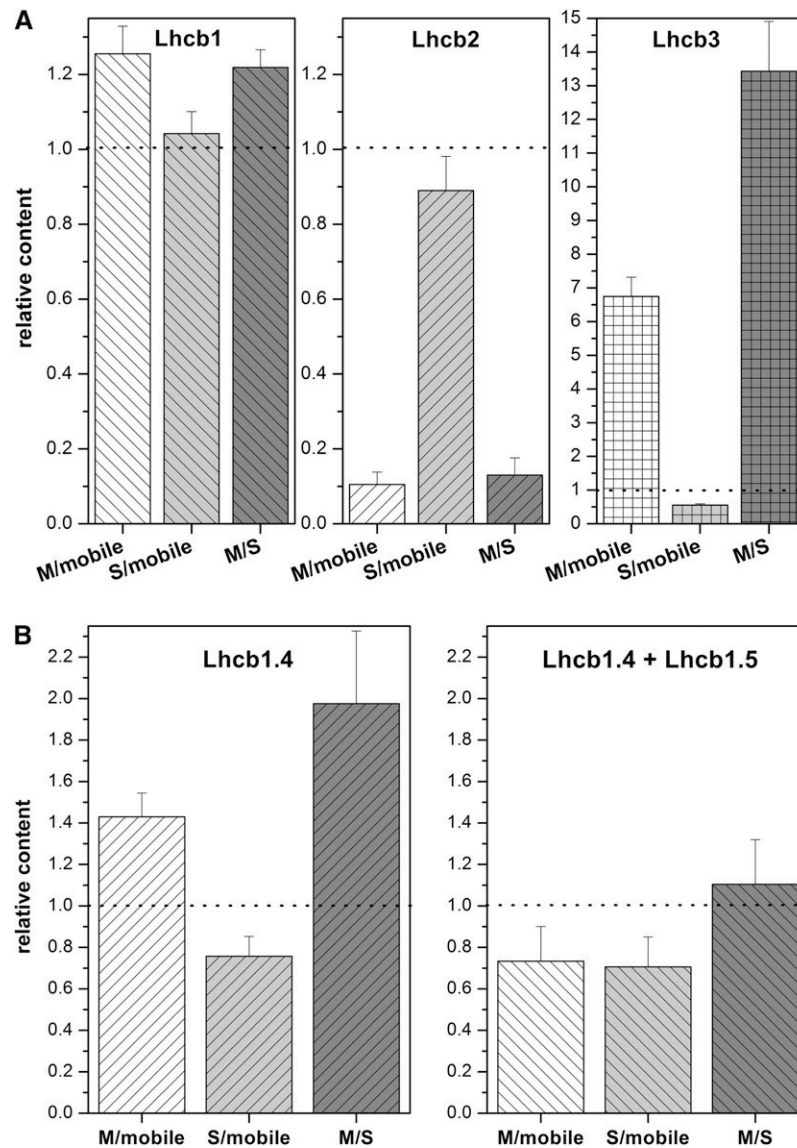 A
Lhcb1
Lhcb2
Lhcb3
relative content
1.2
1.0
0.8
0.6
0.4
0.2
0.0
1.2
1.0
0.8
0.6
0.4
0.2
0.0
15
14
13
12
11
10
9
8
7
6
5
4
3
2
1
0
M/mobile
S/mobile
M/S
M/mobile
S/mobile
M/S
M/mobile
S/mobile
M/S
B
Lhcb1.4
Lhcb1.4 + Lhcb1.5
relative content
2.2
2.0
1.8
1.6
1.4
1.2
1.0
0.8
0.6
0.4
0.2
0.0
2.2
2.0
1.8
1.6
1.4
1.2
1.0
0.8
0.6
0.4
0.2
0.0
M/mobile
S/mobile
M/S
M/mobile
S/mobile
M/S